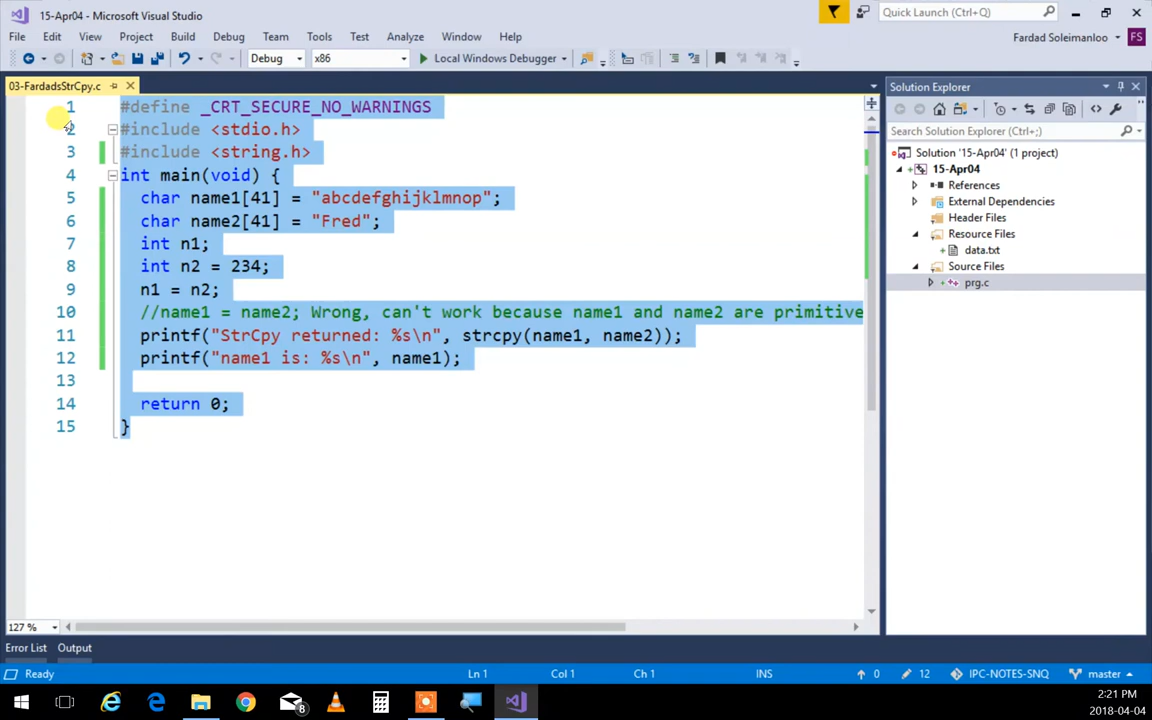 15-Apr04 - Microsoft Visual Studio
Quick Launch (Ctrl+Q)
File Edit View Project Build Debug Team Tools Test Analyze Window Help
Fardad Soleimanloo FS
Debug x86 Local Windows Debugger
03-FardadsStrCpy.c
Solution Explorer
Search Solution Explorer (Ctrl+;)
Solution '15-Apr04' (1 project)
15-Apr04
References
External Dependencies
Header Files
Resource Files
data.txt
Source Files
prg.c
1 #define _CRT_SECURE_NO_WARNINGS
2 #include <stdio.h>
3 #include <string.h>
4 int main(void) {
5 char name1[41] = "abcdefghijklmnop";
6 char name2[41] = "Fred";
7 int n1;
8 int n2 = 234;
9 n1 = n2;
10 //name1 = name2; Wrong, can't work because name1 and name2 are primitive
11 printf("StrCpy returned: %s\n", strcpy(name1, name2));
12 printf("name1 is: %s\n", name1);
13
14 return 0;
15 }
127 %
Error List Output
Ready Ln 1 Col 1 Ch 1 INS 0 12 IPC-NOTES-SNQ master
8
2:21 PM
2018-04-04